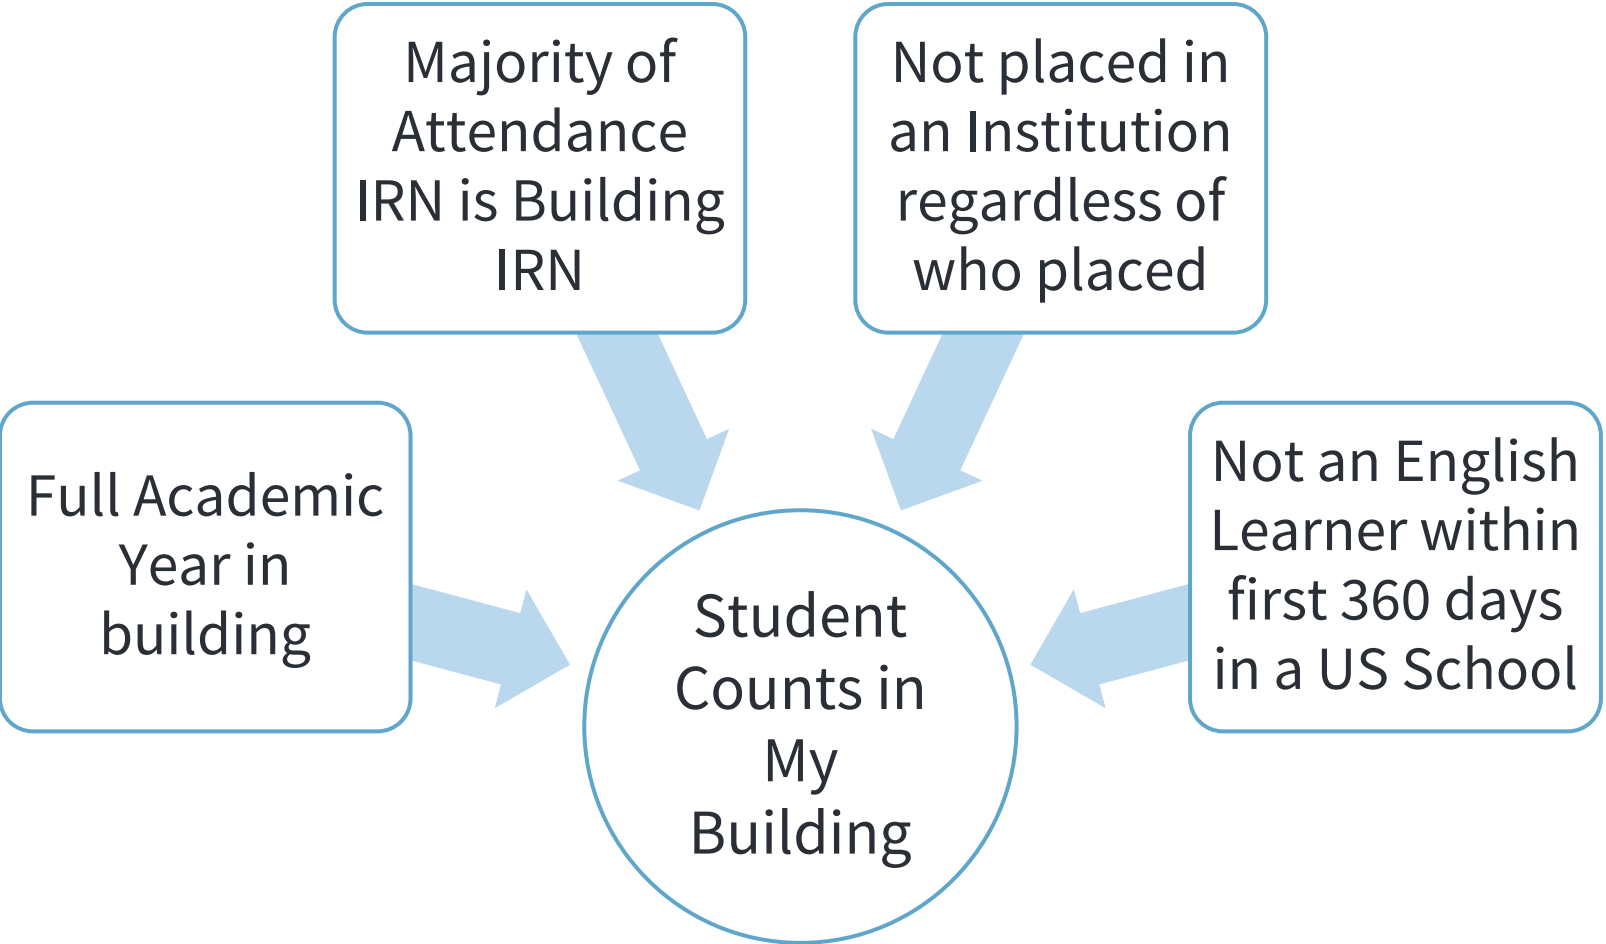 Majority of
Attendance
IRN is Building
IRN
Not placed in
an Institution
regardless of
who placed
Full Academic
Year in
building
Not an English
Learner within
first 360 days
in a US School
Student
Counts in
My
Building